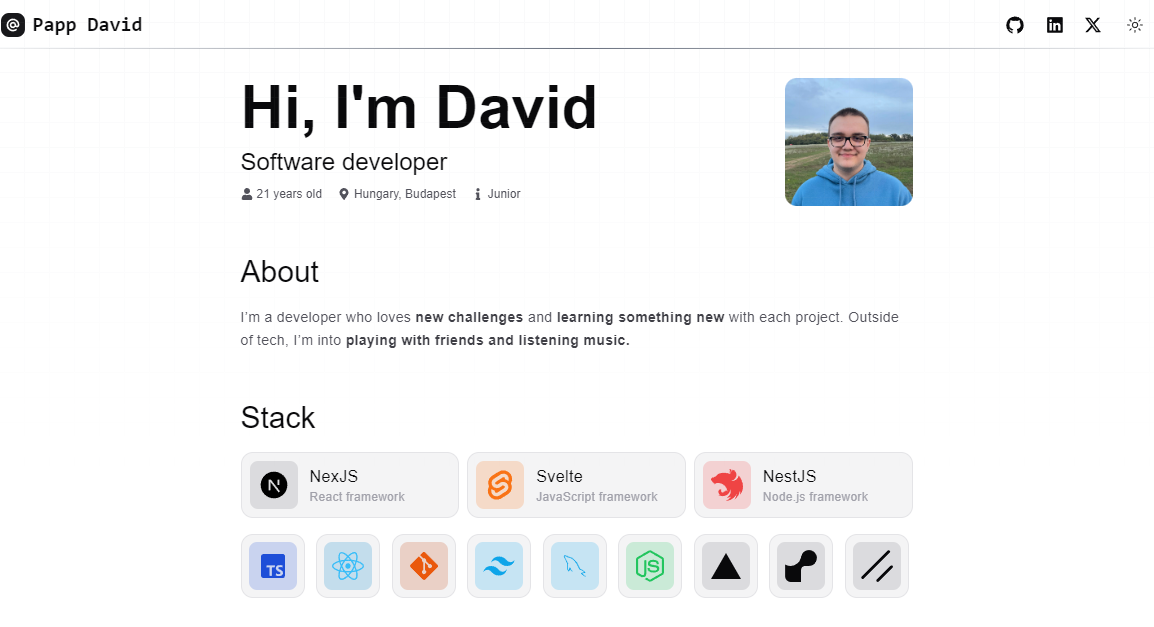 @ Papp David
Hi, I'm David
Software developer
21 years old Hungary, Budapest Junior
About
I'm a developer who loves new challenges and learning something new with each project. Outside
of tech, I'm into playing with friends and listening music.
Stack
N NexJS Svelte NestJS
React framework JavaScript framework Node.js framework
TS JS